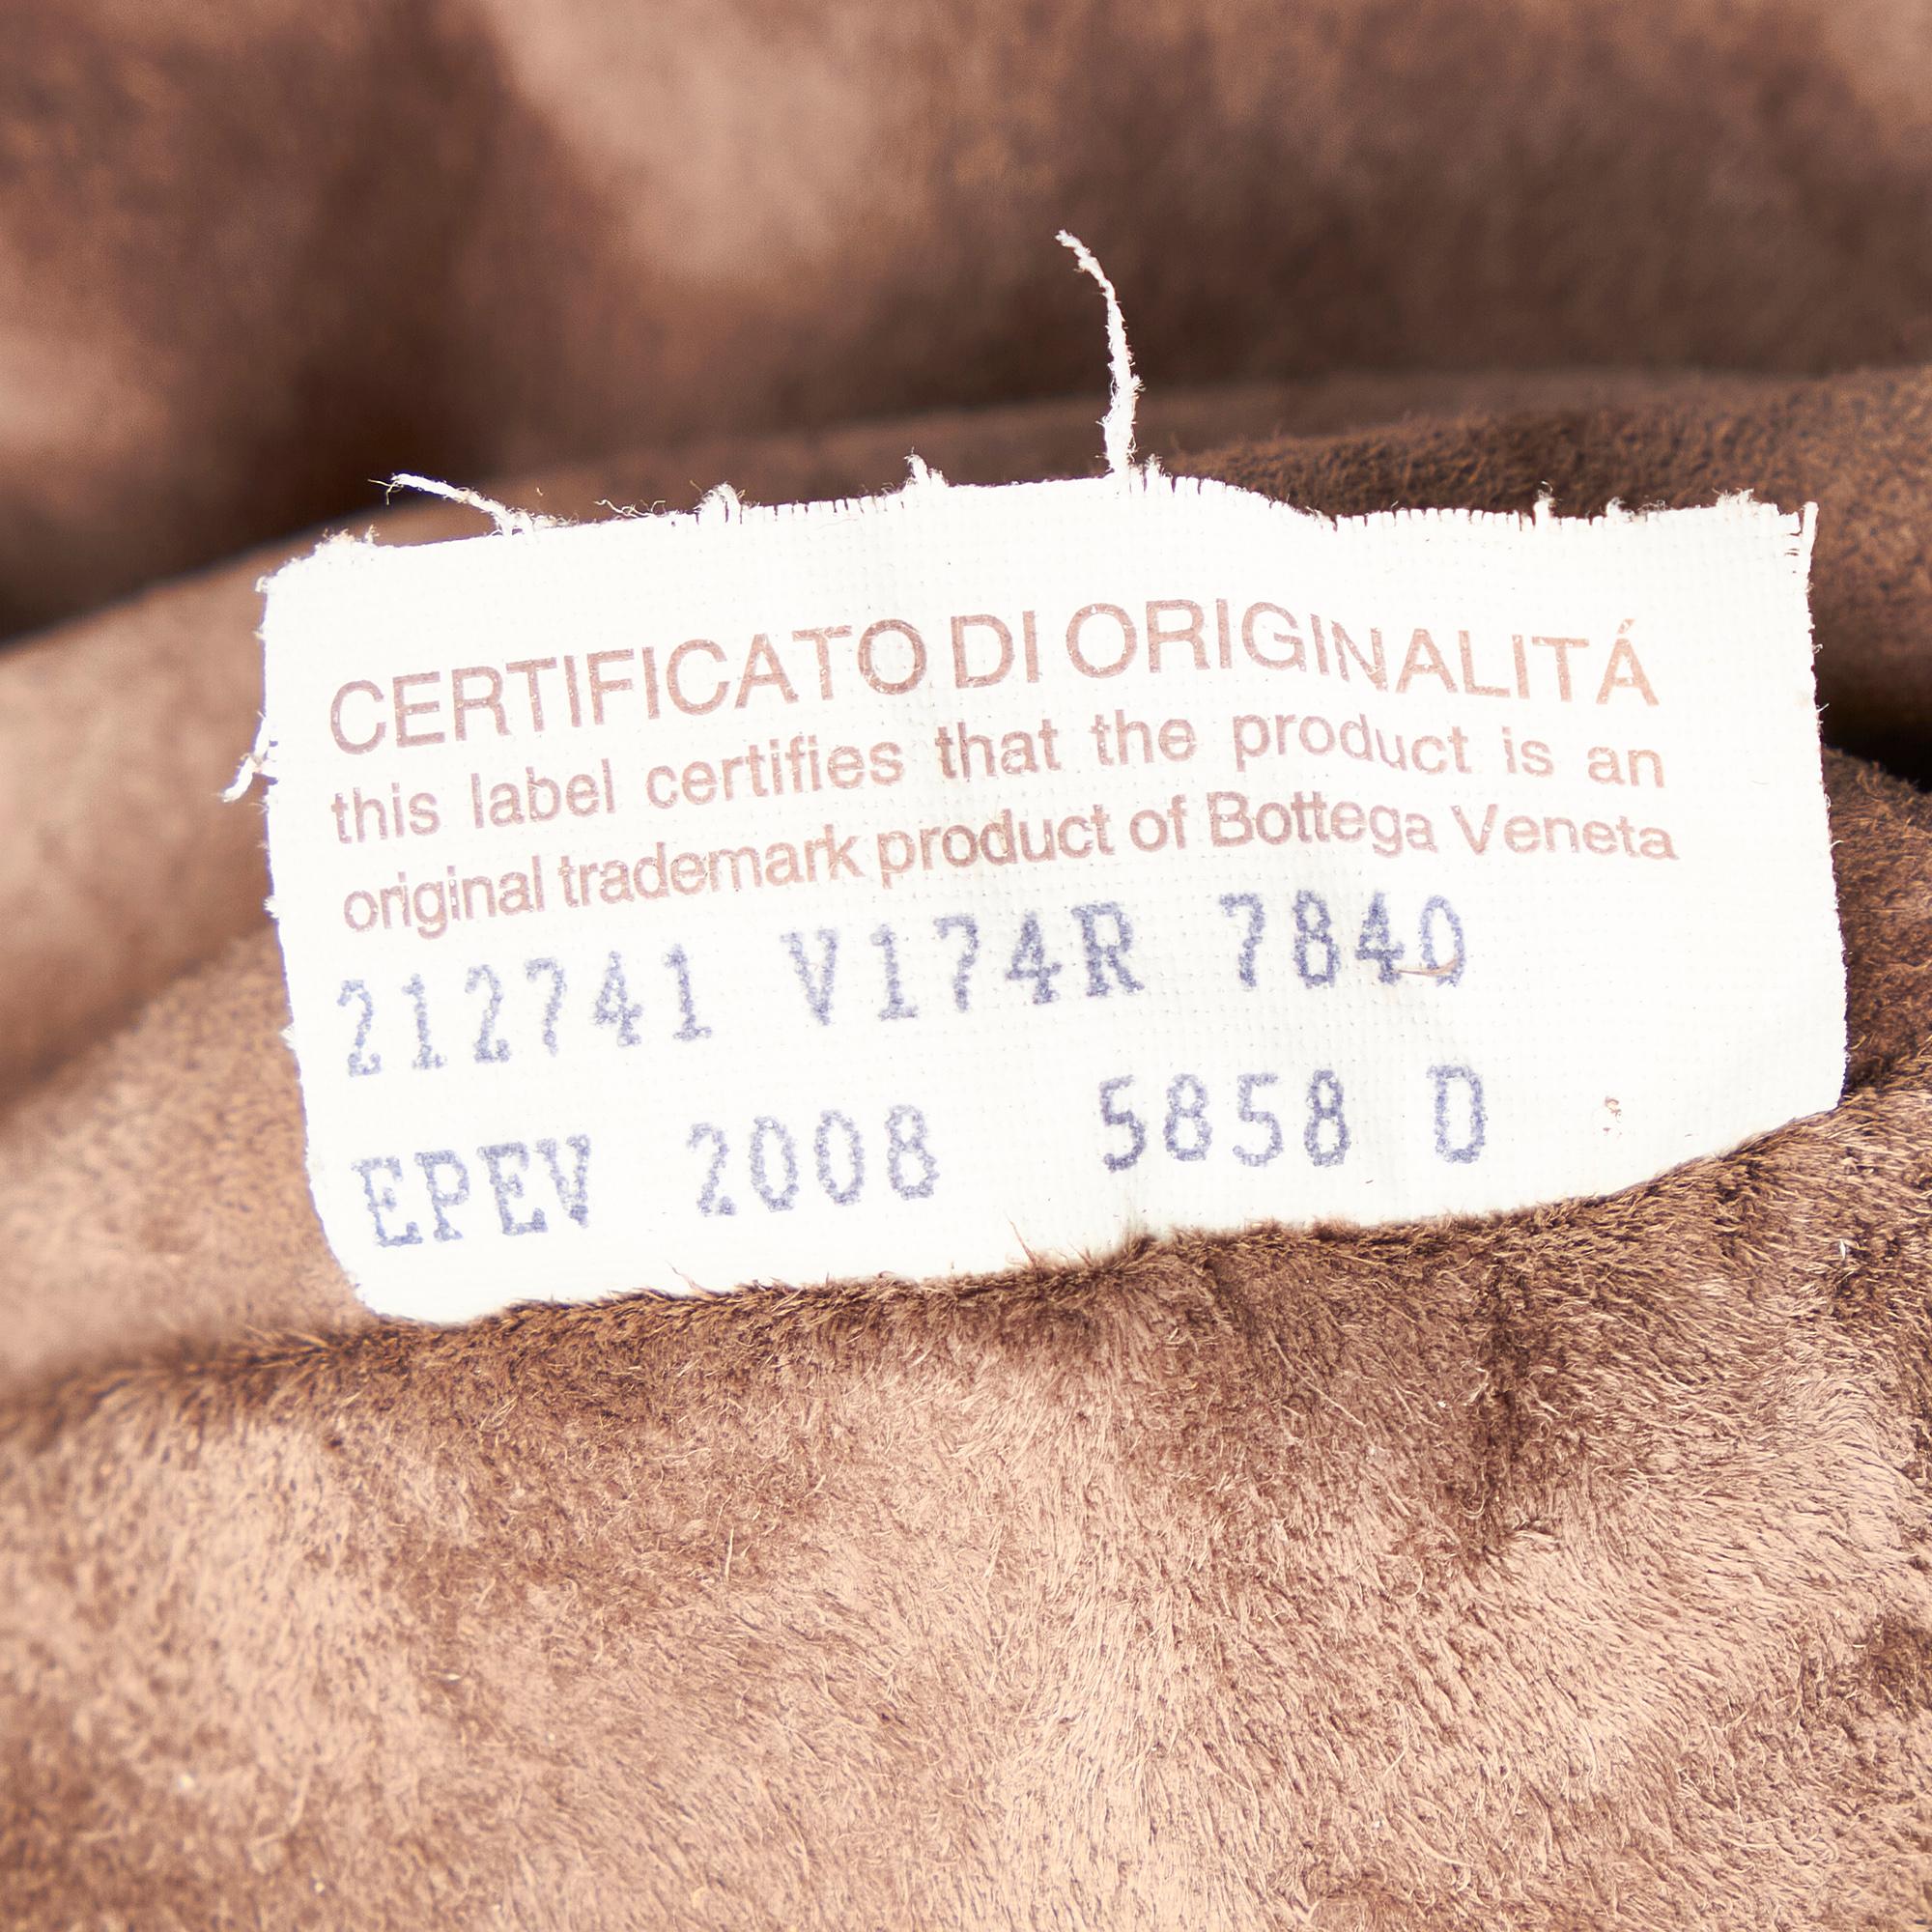 CERTIFICATO DI ORIGINALITÁ
this label certifies that the product is an
original trademark product of Bottega Veneta
212741 V174R 7840
EPEV 2008 5858 D